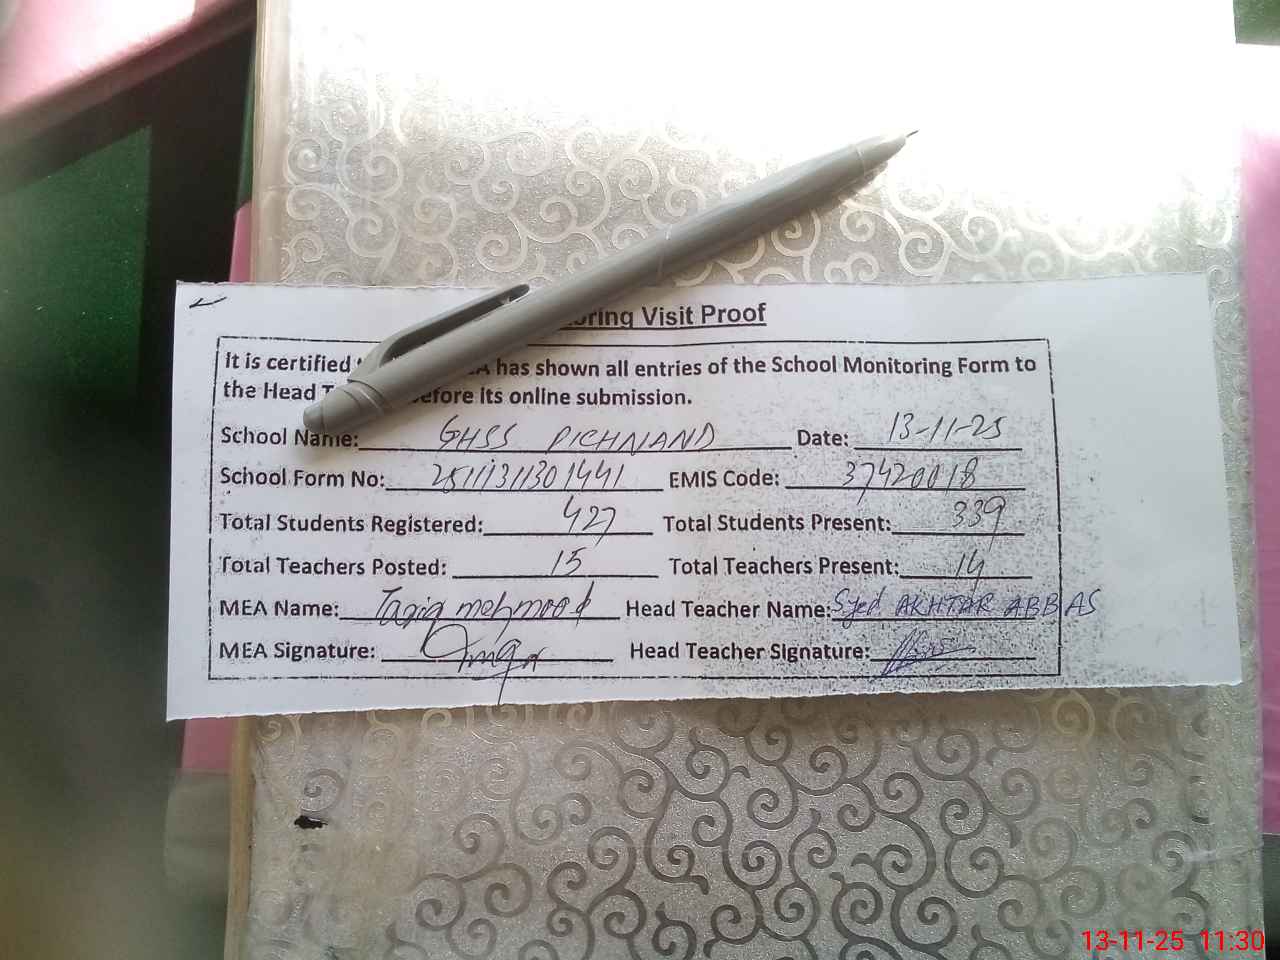 Visit Proof
It is certified has shown all entries of the School Monitoring Form to
the Head before its online submission.
School Name: GHSS PICHNAND Date: 13-11-25
School Form No: EMIS Code: 37420018
Total Students Registered: 427 Total Students Present: 339
Total Teachers Posted: 15 Total Teachers Present: 14
MEA Name: Tariq mehmood Head Teacher Name: Syed AKHTAR ABBAS
MEA Signature: Head Teacher Signature:
13-11-25 11:30